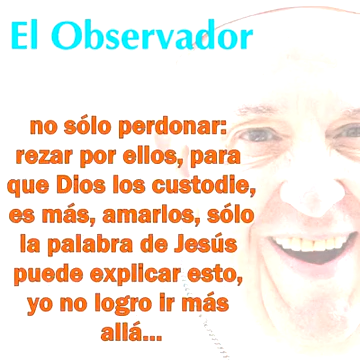 El Observador
no sólo perdonar:
rezar por ellos, para
que Dios los custodie,
es más, amarlos, sólo
la palabra de Jesús
puede explicar esto,
yo no logro ir más
allá...